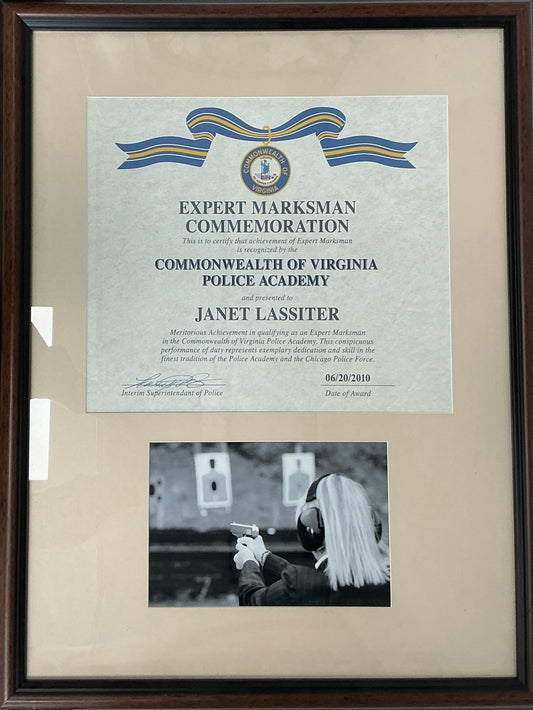 COMMONWEALTH OF
VIRGINIA
EXPERT MARKSMAN
COMMEMORATION
This is to certify that achievement of Expert Marksman
is recognized by the
COMMONWEALTH OF VIRGINIA
POLICE ACADEMY
and presented to
JANET LASSITER
Meritorious Achievement in qualifying as an Expert Marksman
in the Commonwealth of Virginia Police Academy. This conspicuous
performance of duty represents exemplary dedication and skill in the
finest tradition of the Police Academy and the Chicago Police Force.
06/20/2010
Interim Superintendant of Police
Date of Award